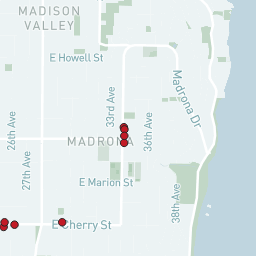 MADISON
VALLEY
E Howell St
33rd Ave
Madrona Dr
26th Ave
36th Ave
MADRONA
27th Ave
E Marion St
38th Ave
E Cherry St